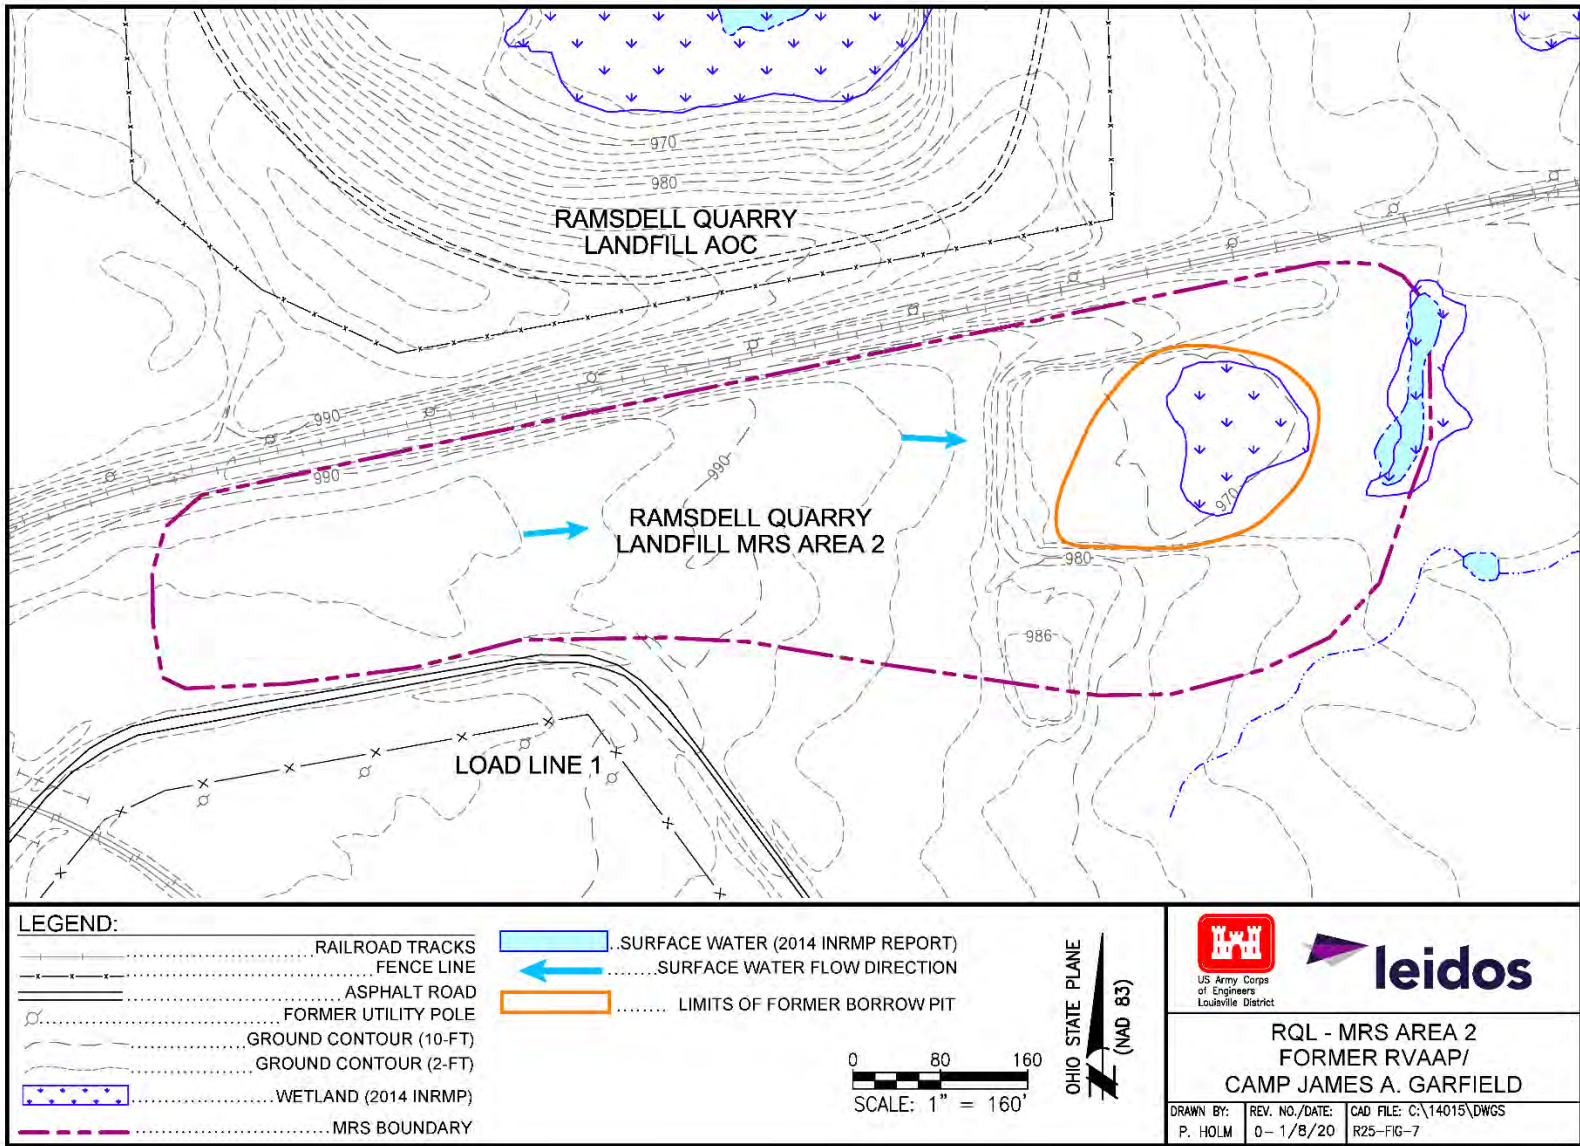 970
980
RAMSDELL QUARRY
LANDFILL AOC
990
990
990
RAMSDELL QUARRY
LANDFILL MRS AREA 2
970
980
986
LOAD LINE 1
LEGEND:
RAILROAD TRACKS
FENCE LINE
ASPHALT ROAD
FORMER UTILITY POLE
GROUND CONTOUR (10-FT)
GROUND CONTOUR (2-FT)
WETLAND (2014 INRMP)
MRS BOUNDARY
SURFACE WATER (2014 INRMP REPORT)
SURFACE WATER FLOW DIRECTION
LIMITS OF FORMER BORROW PIT
0 80 160
SCALE: 1" = 160'
OHIO STATE PLANE
(NAD 83)
US Army Corps
of Engineers
Louisville District
leidos
RQL - MRS AREA 2
FORMER RVAAP/
CAMP JAMES A. GARFIELD
DRAWN BY:
P. HOLM
REV. NO./DATE:
0- 1/8/20
CAD FILE: C:\14015\DWGS
R25-FIG-7